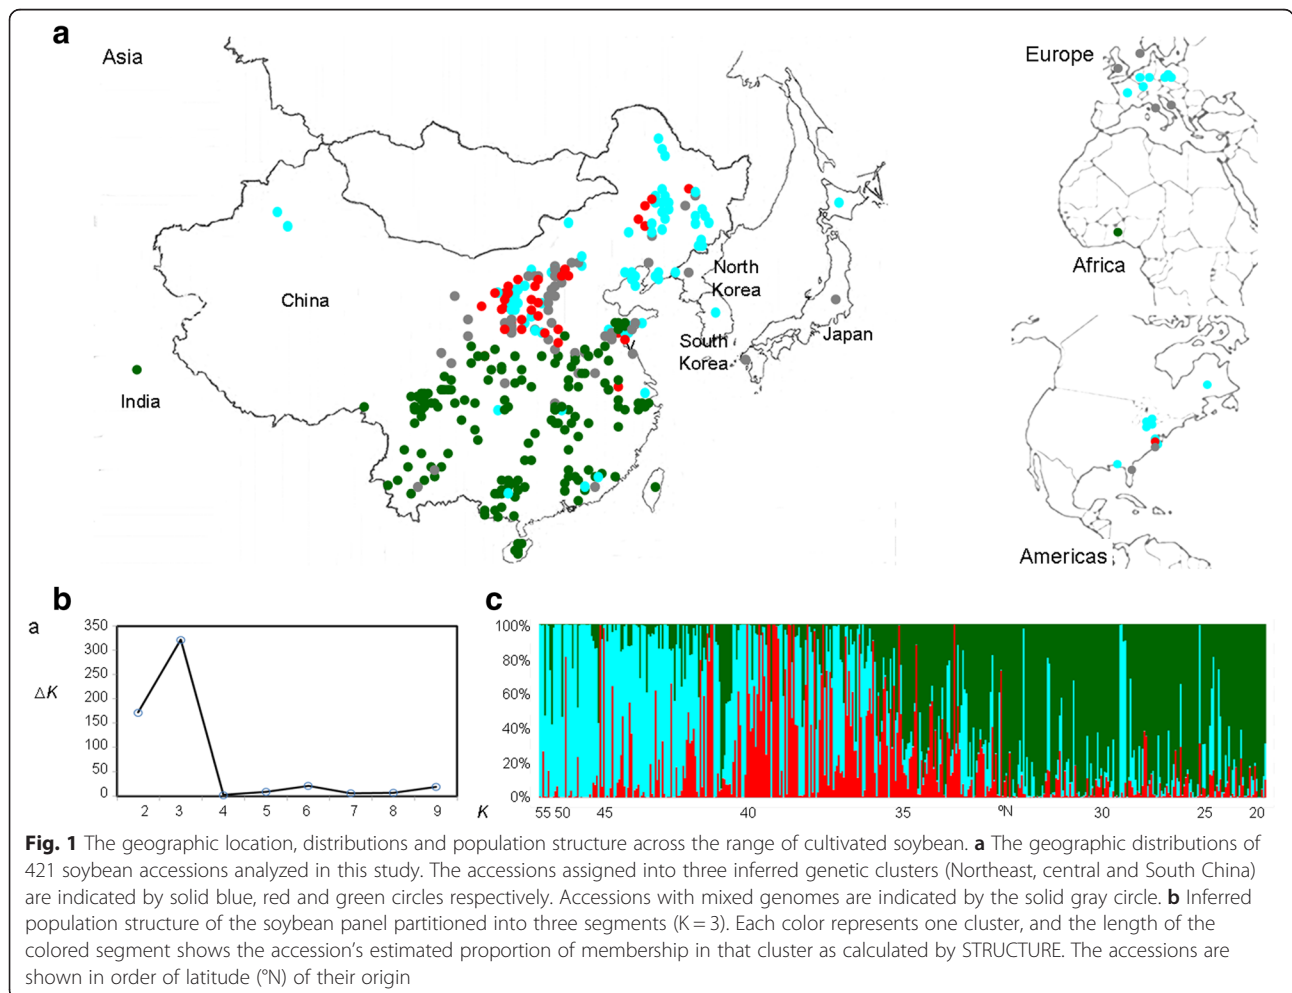 a
Asia
Europe
China
North
Korea
South
Korea
Japan
India
Africa
Americas
b
a
350
300
250
200
150
100
50
0
ΔK
2 3 4 5 6 7 8 9
c
100%
80%
60%
40%
20%
0%
K 55 50 45 40 35 ºN 30 25 20
Fig. 1 The geographic location, distributions and population structure across the range of cultivated soybean. a The geographic distributions of
421 soybean accessions analyzed in this study. The accessions assigned into three inferred genetic clusters (Northeast, central and South China)
are indicated by solid blue, red and green circles respectively. Accessions with mixed genomes are indicated by the solid gray circle. b Inferred
population structure of the soybean panel partitioned into three segments (K = 3). Each color represents one cluster, and the length of the
colored segment shows the accession's estimated proportion of membership in that cluster as calculated by STRUCTURE. The accessions are
shown in order of latitude (°N) of their origin